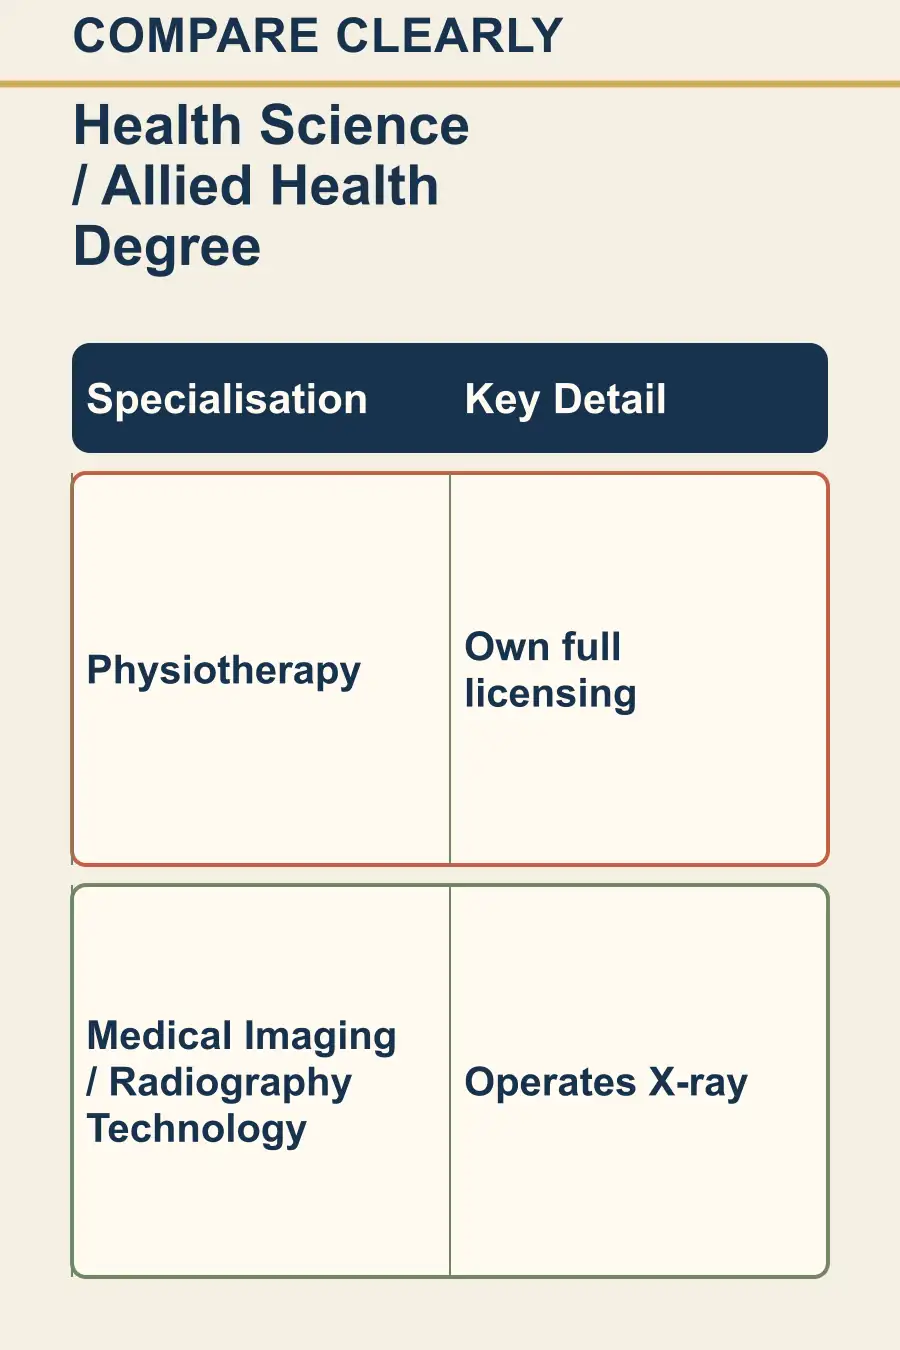 COMPARE CLEARLY
Health Science
/ Allied Health
Degree
Specialisation
Key Detail
Physiotherapy
Own full
licensing
Medical Imaging
/ Radiography
Technology
Operates X-ray